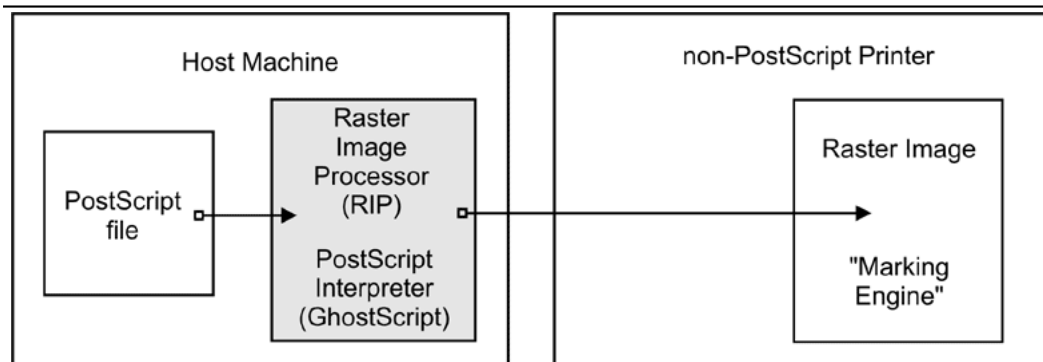 Host Machine
PostScript
file
Raster
Image
Processor
(RIP)
PostScript
Interpreter
(GhostScript)
non-PostScript Printer
Raster Image
"Marking
Engine"